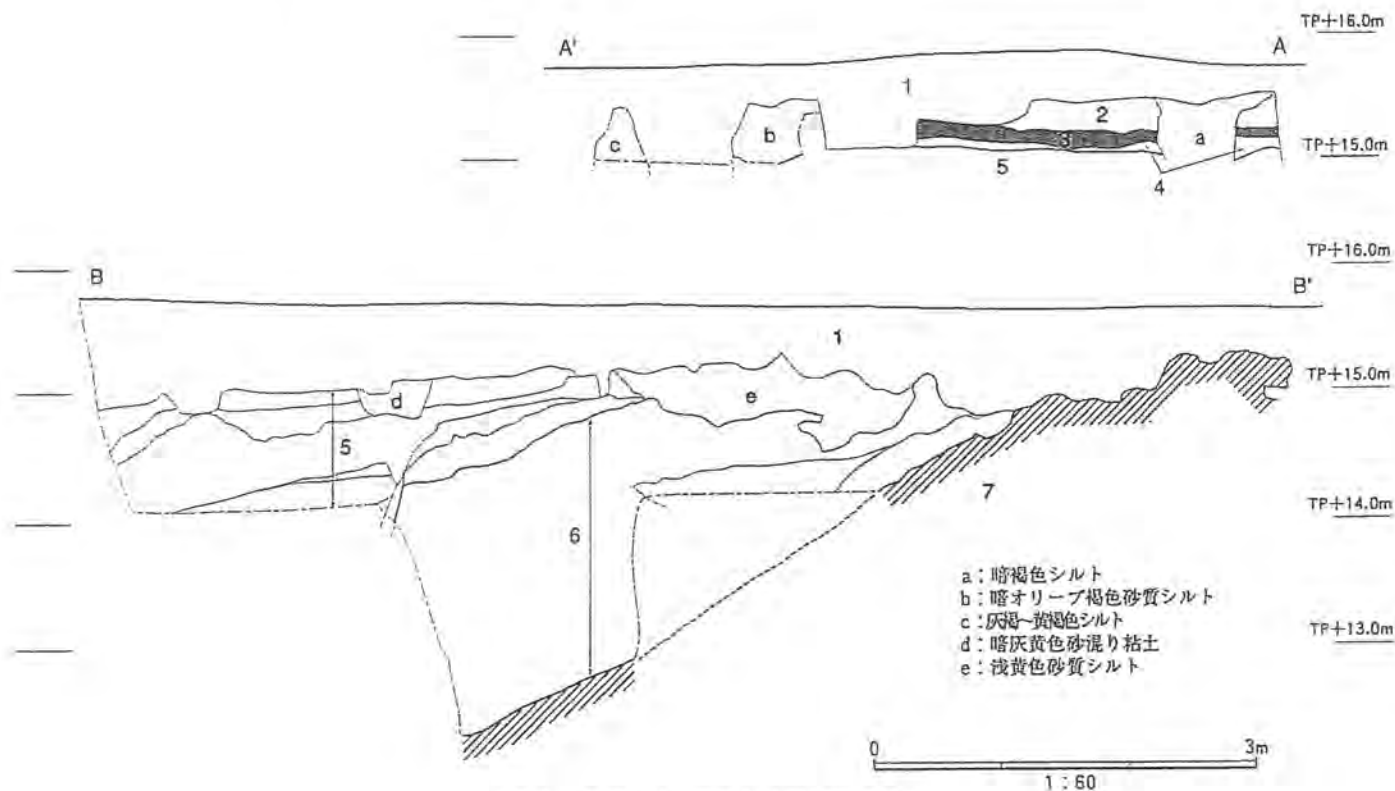 TP+16.0m
A'
A
1
2
3
a
b
c
TP+15.0m
5
4
TP+16.0m
B
B'
1
TP+15.0m
e
d
5
7
TP+14.0m
6
a：暗褐色シルト
b：暗オリーブ褐色砂質シルト
c：灰褐〜黄褐色シルト
d：暗灰黄色砂混り粘土
e：浅黄色砂質シルト
TP+13.0m
0
3m
1：60